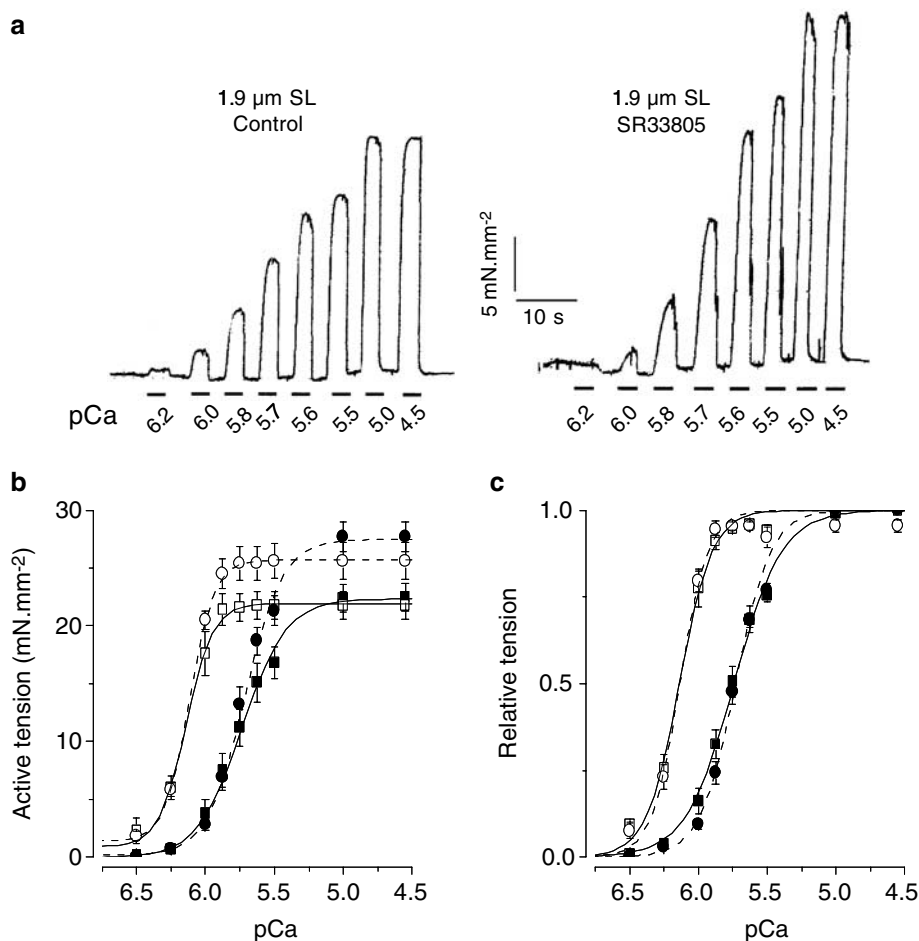 a
1.9 µm SL
Control
1.9 µm SL
SR33805
5 mN.mm-2
10 s
pCa
6.2 6.0 5.8 5.7 5.6 5.5 5.0 4.5
6.2 6.0 5.8 5.7 5.6 5.5 5.0 4.5
b
Active tension (mN.mm-2)
30
20
10
0
6.5 6.0 5.5 5.0 4.5
pCa
c
Relative tension
1.0
0.5
0.0
6.5 6.0 5.5 5.0 4.5
pCa